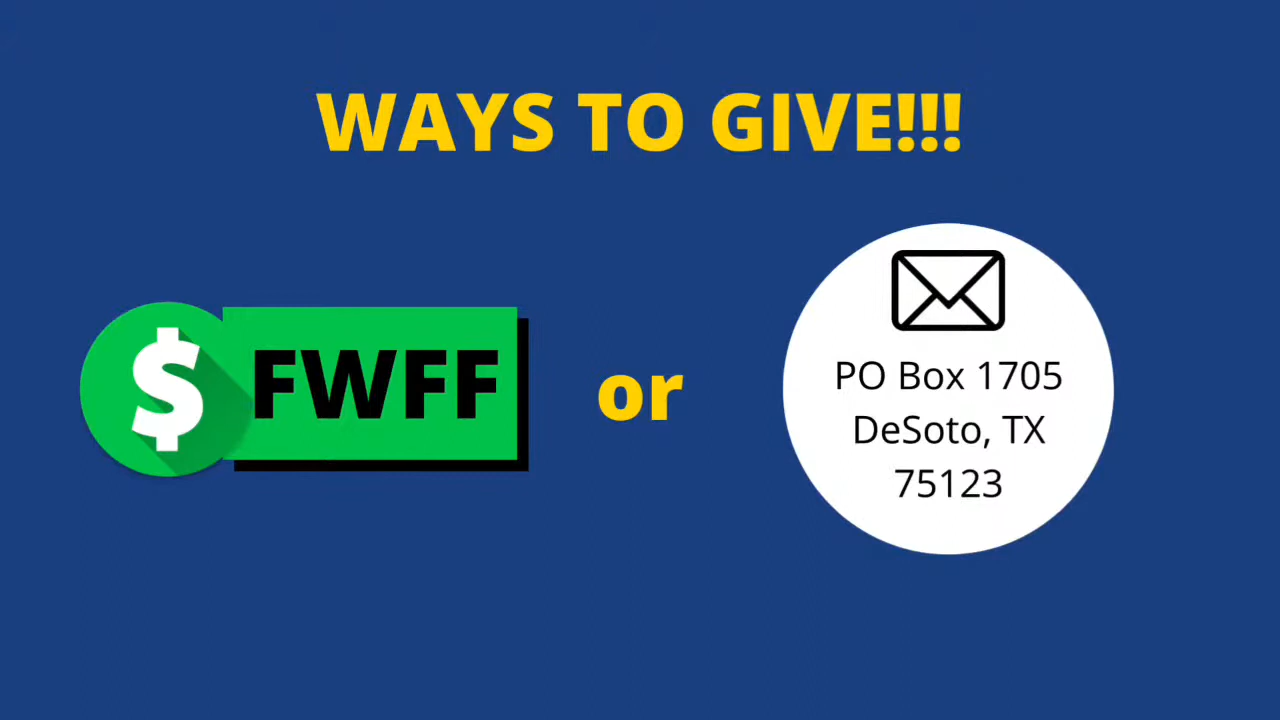 WAYS TO GIVE!!!
$FWFF
or
PO Box 1705
DeSoto, TX
75123